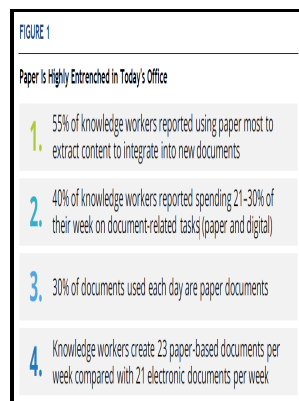 FIGURE 1
Paper Is Highly Entrenched in Today's Office
1.
55% of knowledge workers reported using paper most to
extract content to integrate into new documents
2.
40% of knowledge workers reported spending 21–30% of
their week on document-related tasks (paper and digital)
3.
30% of documents used each day are paper documents
4.
Knowledge workers create 23 paper-based documents per
week compared with 21 electronic documents per week